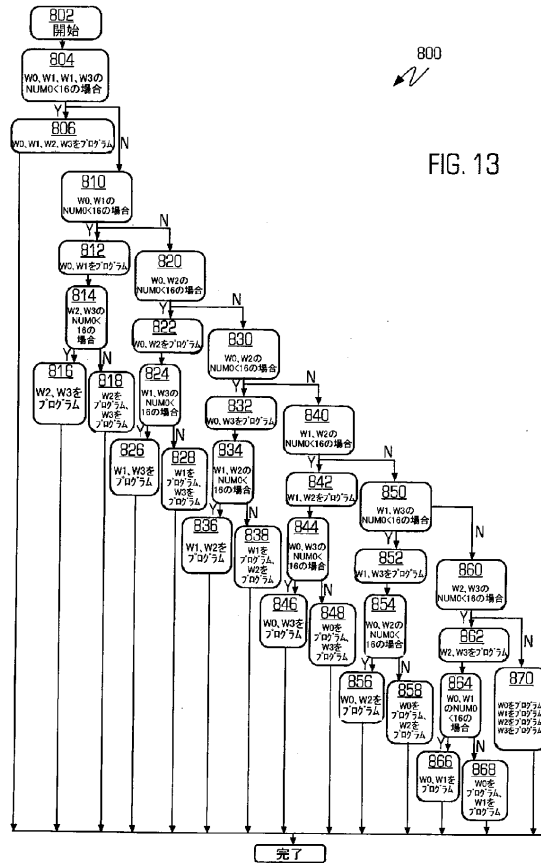 802
開始
804
W0、W1、W1、W3の
NUM0<16の場合
Y
N
806
W0、W1、W2、W3をプログラム
800
FIG. 13
810
W0、W1の
NUM0<16の場合
Y
N
812
W0、W1をプログラム
814
W2、W3の
NUM0<
16の
場合
Y
N
816
W2、W3を
プログラム
818
W2を
プログラム、
W3を
プログラム
820
W0、W2の
NUM0<16の場合
Y
N
822
W0、W2をプログラム
824
W1、W3の
NUM0<
16の場合
Y
N
826
W1、W3を
プログラム
828
W1を
プログラム、
W3を
プログラム
830
W0、W2の
NUM0<16の場合
Y
N
832
W0、W3をプログラム
834
W1、W2の
NUM0<
16の場合
Y
N
836
W1、W2を
プログラム
838
W1を
プログラム、
W2を
プログラム
840
W1、W2の
NUM0<16の場合
Y
N
842
W1、W2をプログラム
844
W0、W3の
NUM0<
16の場合
Y
N
846
W0、W3を
プログラム
848
W0を
プログラム、
W3を
プログラム
850
W1、W3の
NUM0<16の場合
Y
N
852
W1、W3をプログラム
854
W0、W2の
NUM0<
16の場合
Y
N
856
W0、W2を
プログラム
858
W0を
プログラム、
W2を
プログラム
860
W2、W3の
NUM0<16の場合
Y
N
862
W2、W3をプログラム
864
W0、W1
のNUM0
<16の
場合
Y
N
866
W0、W1を
プログラム
868
W0を
プログラム、
W1を
プログラム
870
W0をプログラム
W1をプログラム
W2をプログラム
W3をプログラム
完了